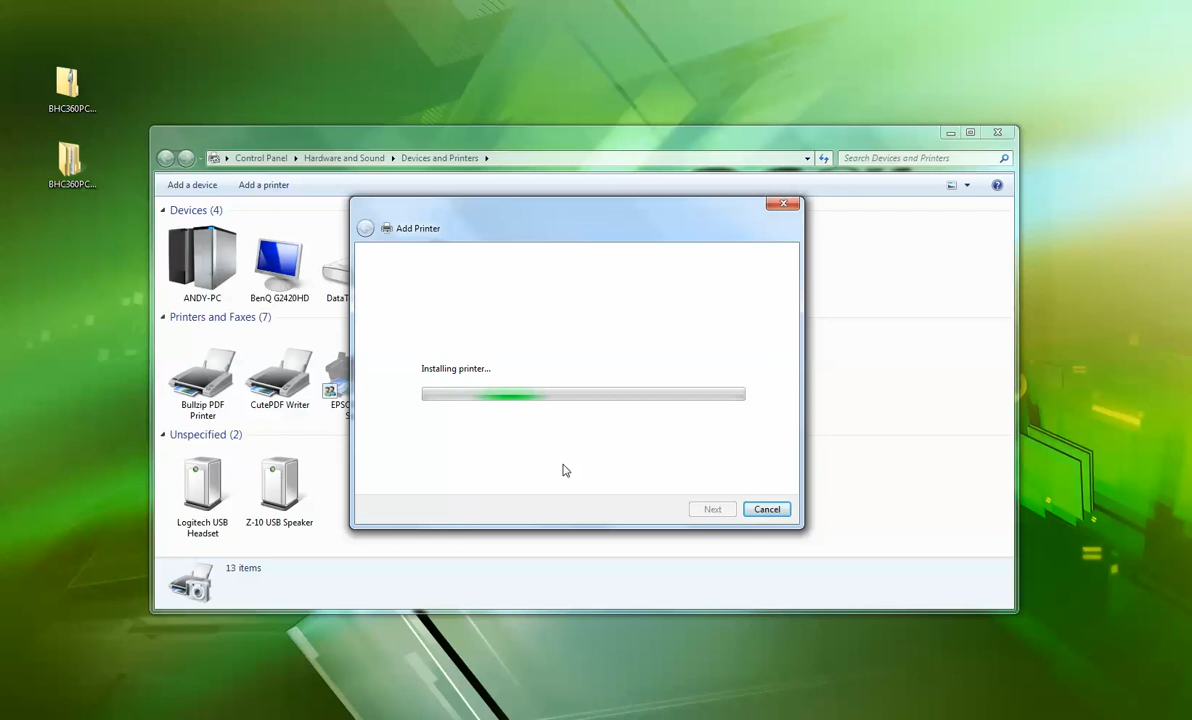 BHC360PC...
BHC360PC...
Control Panel Hardware and Sound Devices and Printers
Search Devices and Printers
Add a device Add a printer
Devices (4)
ANDY-PC
BenQ G2420HD
DataT
Printers and Faxes (7)
Bullzip PDF
Printer
CutePDF Writer
EPSO
Unspecified (2)
Logitech USB
Headset
Z-10 USB Speaker
13 items
Add Printer
Installing printer...
Next
Cancel